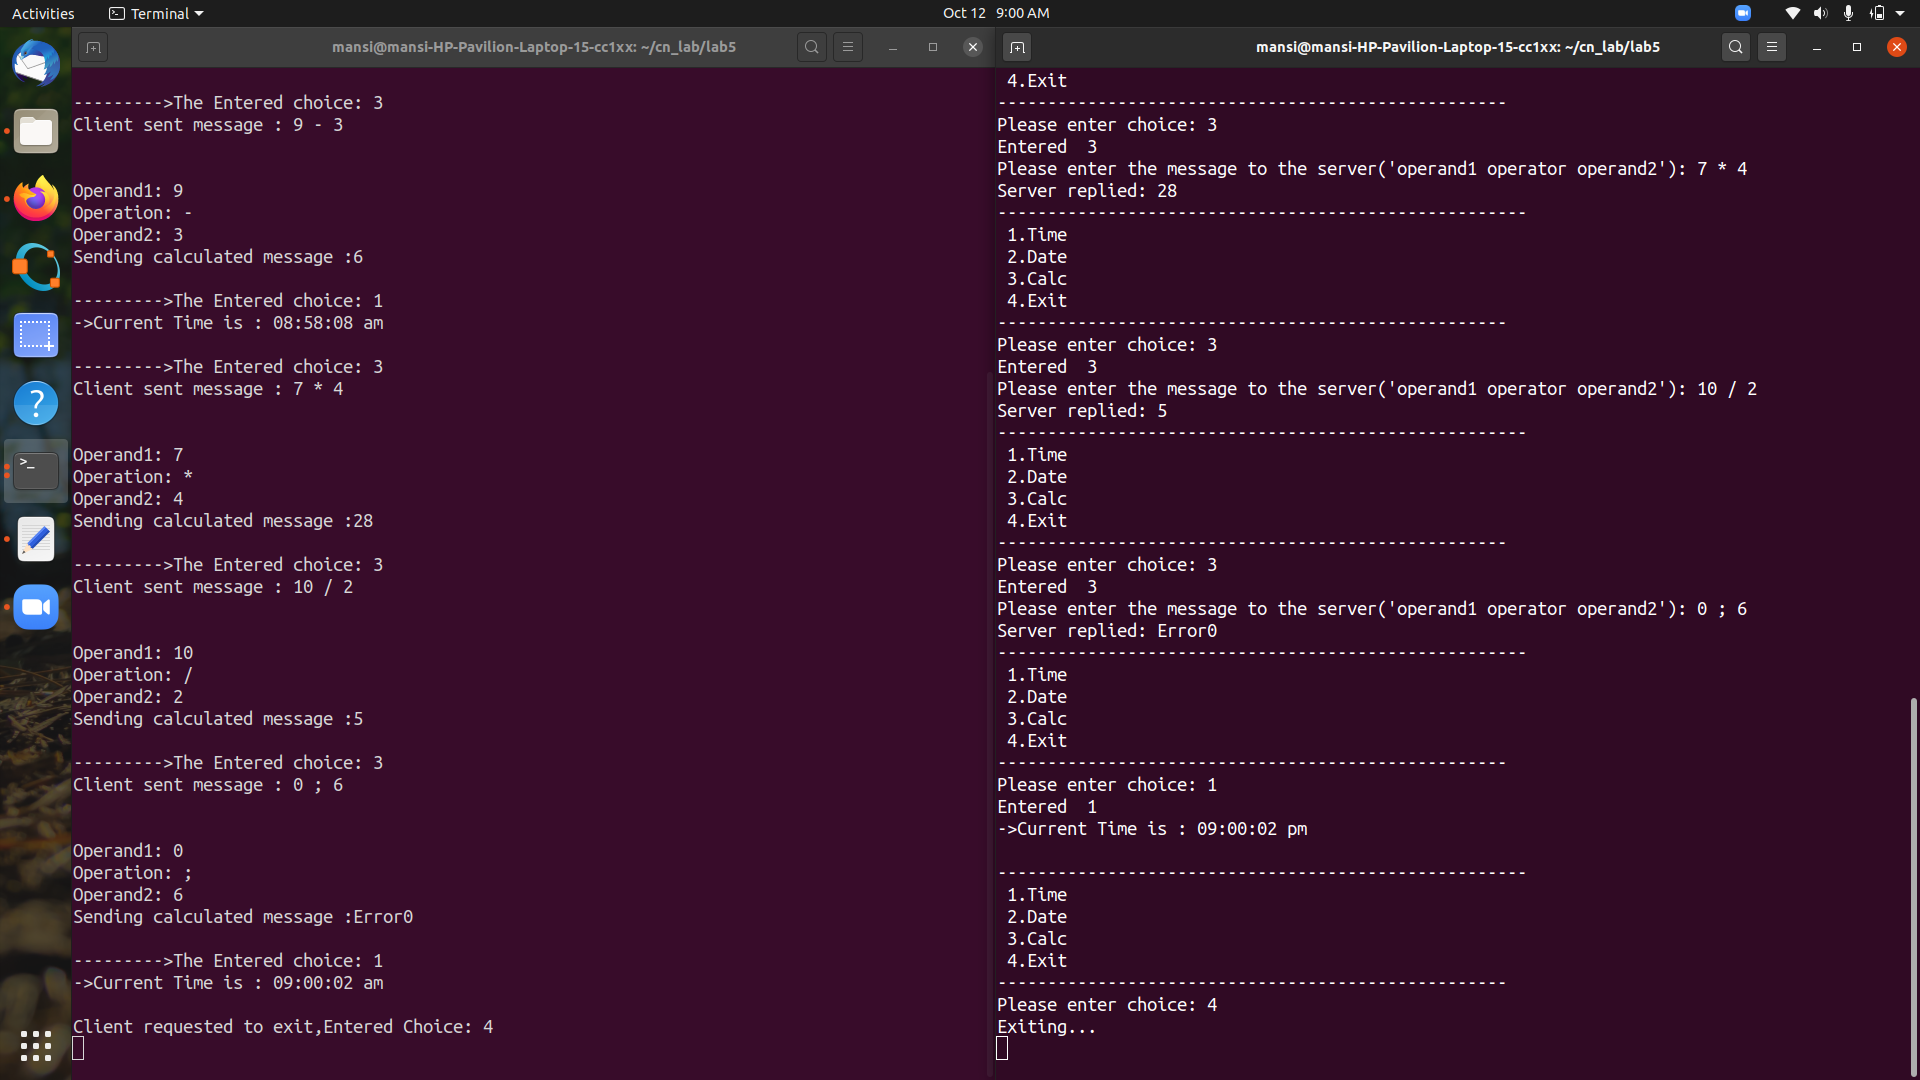 Activities
Terminal
Oct 12 9:00 AM
mansi@mansi-HP-Pavilion-Laptop-15-cc1xx: ~/cn_lab/lab5
--------->The Entered choice: 3
Client sent message : 9 - 3
Operand1: 9
Operation: -
Operand2: 3
Sending calculated message :6
--------->The Entered choice: 1
->Current Time is : 08:58:08 am
--------->The Entered choice: 3
Client sent message : 7 * 4
Operand1: 7
Operation: *
Operand2: 4
Sending calculated message :28
--------->The Entered choice: 3
Client sent message : 10 / 2
Operand1: 10
Operation: /
Operand2: 2
Sending calculated message :5
--------->The Entered choice: 3
Client sent message : 0 ; 6
Operand1: 0
Operation: ;
Operand2: 6
Sending calculated message :Error0
--------->The Entered choice: 1
->Current Time is : 09:00:02 am
Client requested to exit,Entered Choice: 4
mansi@mansi-HP-Pavilion-Laptop-15-cc1xx: ~/cn_lab/lab5
4.Exit
---------------------------------------------------
Please enter choice: 3
Entered  3
Please enter the message to the server('operand1 operator operand2'): 7 * 4
Server replied: 28
-----------------------------------------------------
1.Time
2.Date
3.Calc
4.Exit
---------------------------------------------------
Please enter choice: 3
Entered  3
Please enter the message to the server('operand1 operator operand2'): 10 / 2
Server replied: 5
-----------------------------------------------------
1.Time
2.Date
3.Calc
4.Exit
---------------------------------------------------
Please enter choice: 3
Entered  3
Please enter the message to the server('operand1 operator operand2'): 0 ; 6
Server replied: Error0
-----------------------------------------------------
1.Time
2.Date
3.Calc
4.Exit
---------------------------------------------------
Please enter choice: 1
Entered  1
->Current Time is : 09:00:02 pm
-----------------------------------------------------
1.Time
2.Date
3.Calc
4.Exit
---------------------------------------------------
Please enter choice: 4
Exiting...